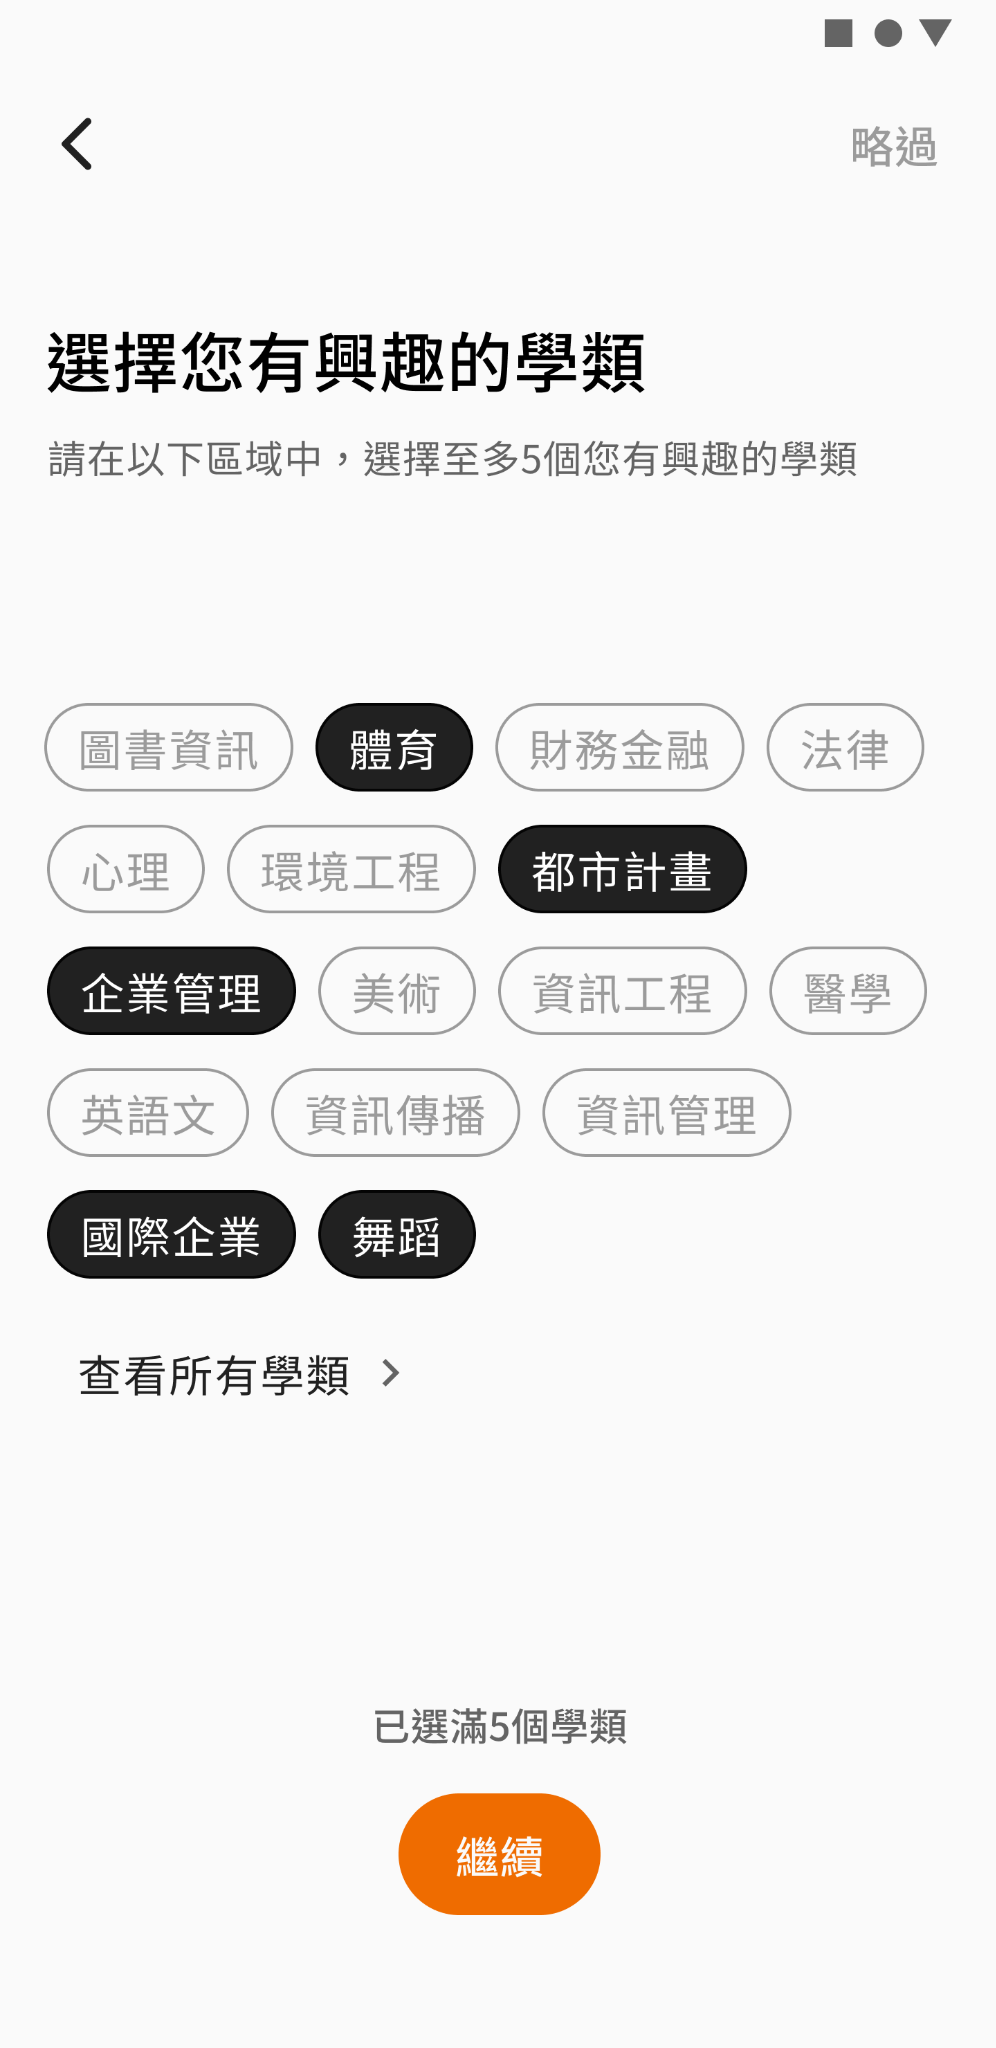 略過
選擇您有興趣的學類
請在以下區域中，選擇至多5個您有興趣的學類
圖書資訊 體育 財務金融 法律
心理 環境工程 都市計畫
企業管理 美術 資訊工程 醫學
英語文 資訊傳播 資訊管理
國際企業 舞蹈
查看所有學類
已選滿5個學類
繼續